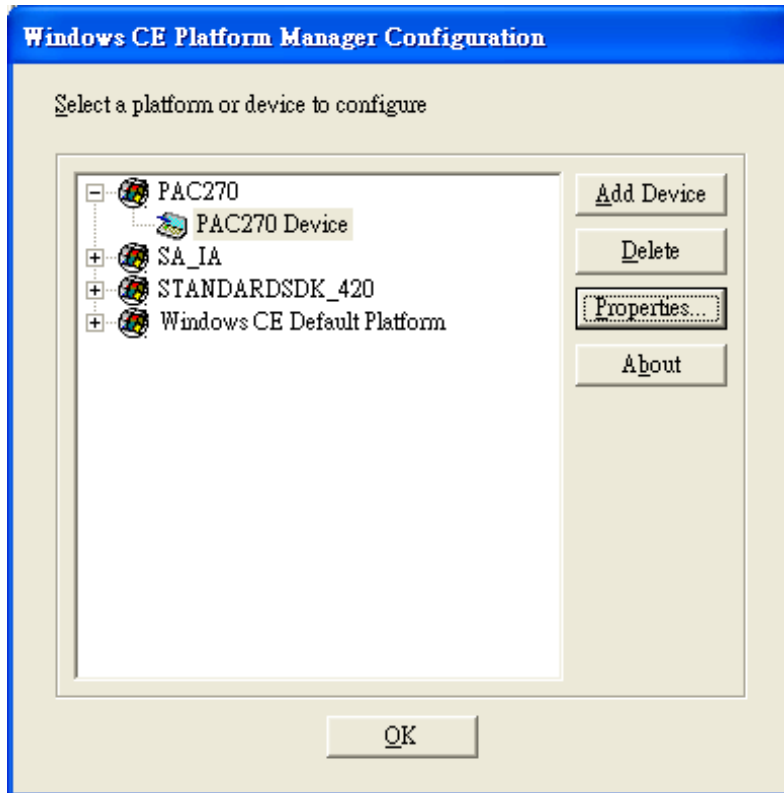 Windows CE Platform Manager Configuration
Select a platform or device to configure
PAC270
PAC270 Device
SA_IA
STANDARDSDK_420
Windows CE Default Platform
Add Device
Delete
Properties...
About
OK